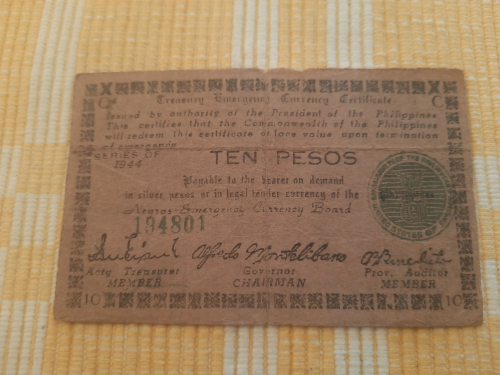 C C
Treasury Emergency Currency Certificate
Issued by authority of the President of the Philippines
This certifies that the Commonwealth of the Philippines
will redeem this certificate at face value upon termination
of emergency
SERIES OF
1944
TEN PESOS
Payable to the bearer on demand
in silver pesos or in legal tender currency of the
Negros Emergency Currency Board
194801
Alfredo Montelibano
Actg Treasurer Governor Prov. Auditor
MEMBER CHAIRMAN MEMBER
10 10